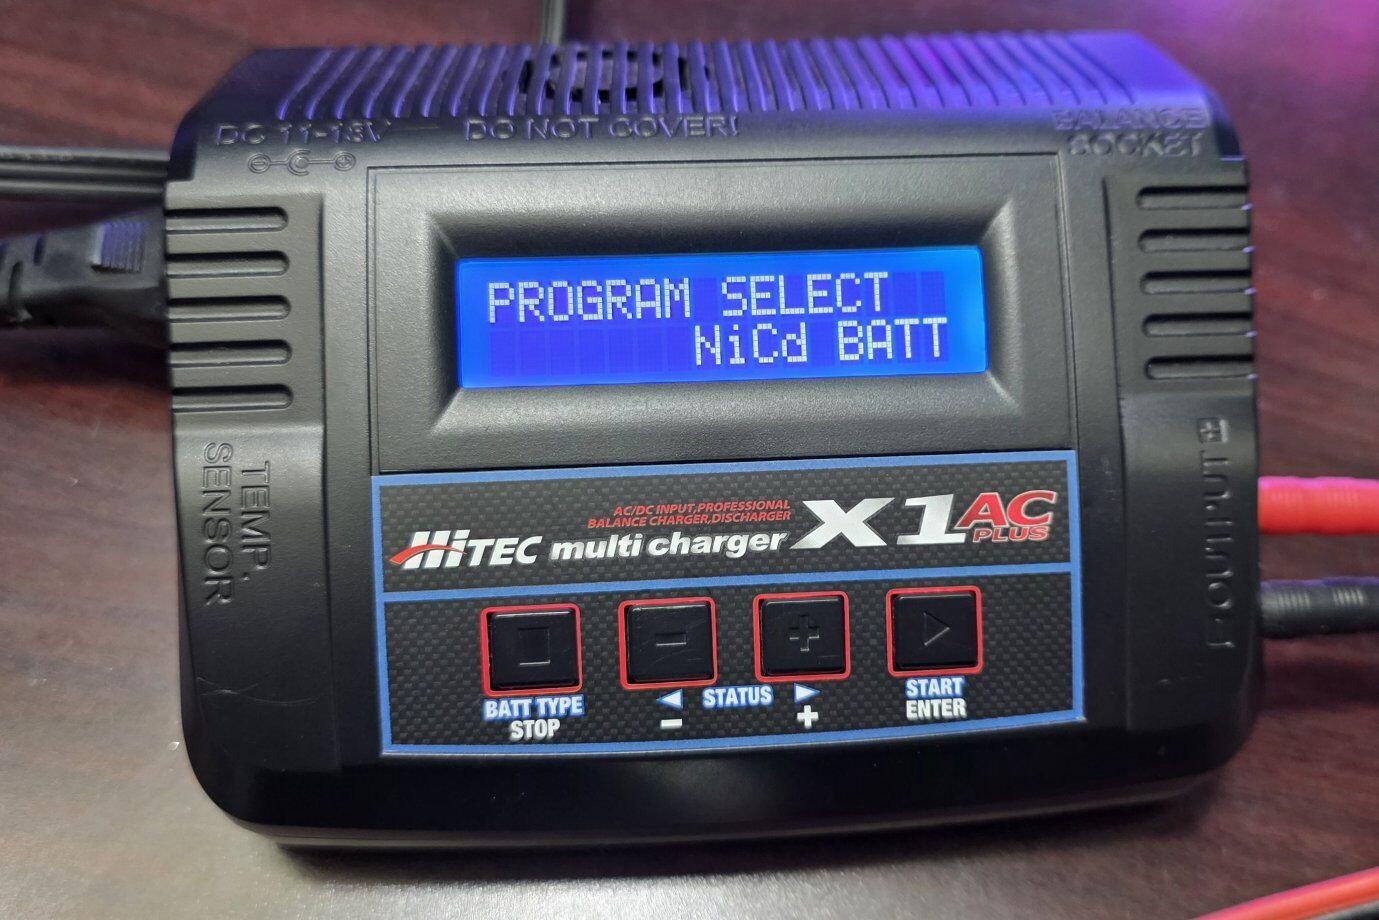 DC 11-18V
DO NOT COVER!
BALANCE
SOCKET
PROGRAM SELECT
NiCd BATT
TEMP.
SENSOR
OUTPUT
AC/DC INPUT,PROFESSIONAL
BALANCE CHARGER,DISCHARGER
HiTEC multi charger X1 AC
PLUS
BATT TYPE
STOP
STATUS
- +
START
ENTER